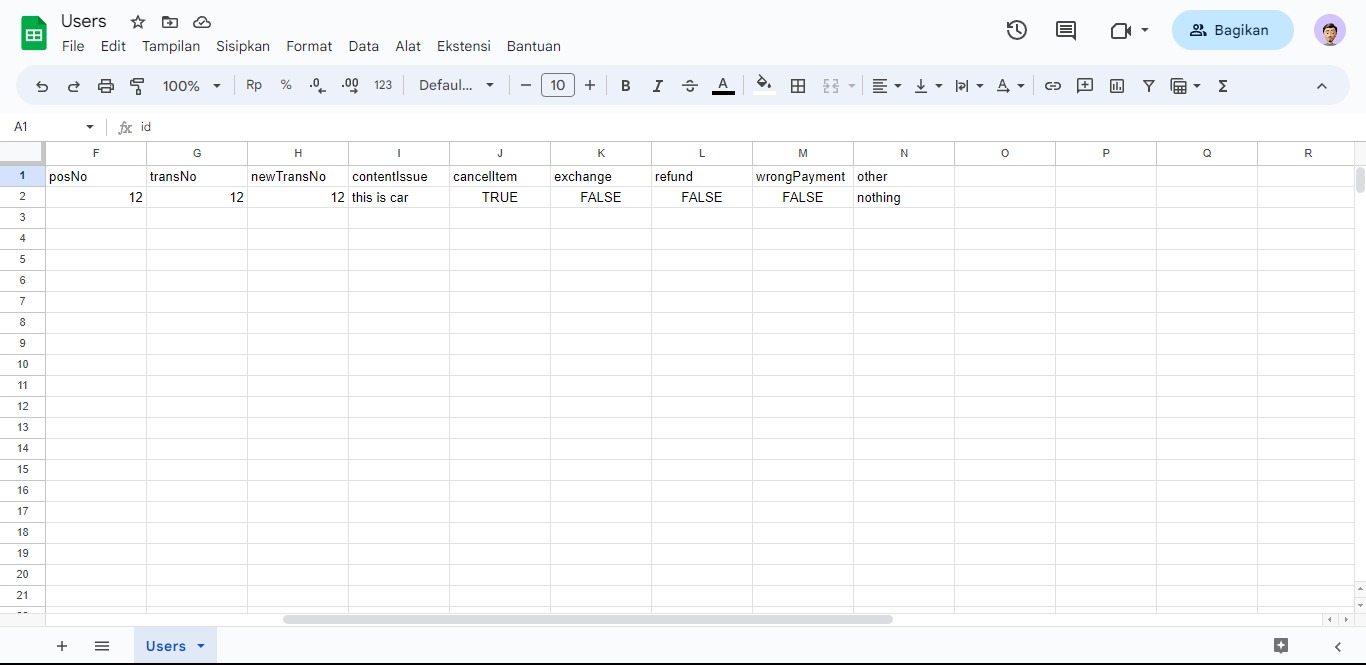 Users
File Edit Tampilan Sisipkan Format Data Alat Ekstensi Bantuan
Bagikan
100% Rp % .0 .00 123 Defaul... 10 B I A A Σ
A1 fx id
F G H I J K L M N O P Q R
1 posNo transNo newTransNo contentIssue cancelItem exchange refund wrongPayment other
2 12 12 12 this is car TRUE FALSE FALSE FALSE nothing
3
4
5
6
7
8
9
10
11
12
13
14
15
16
17
18
19
20
21
Users